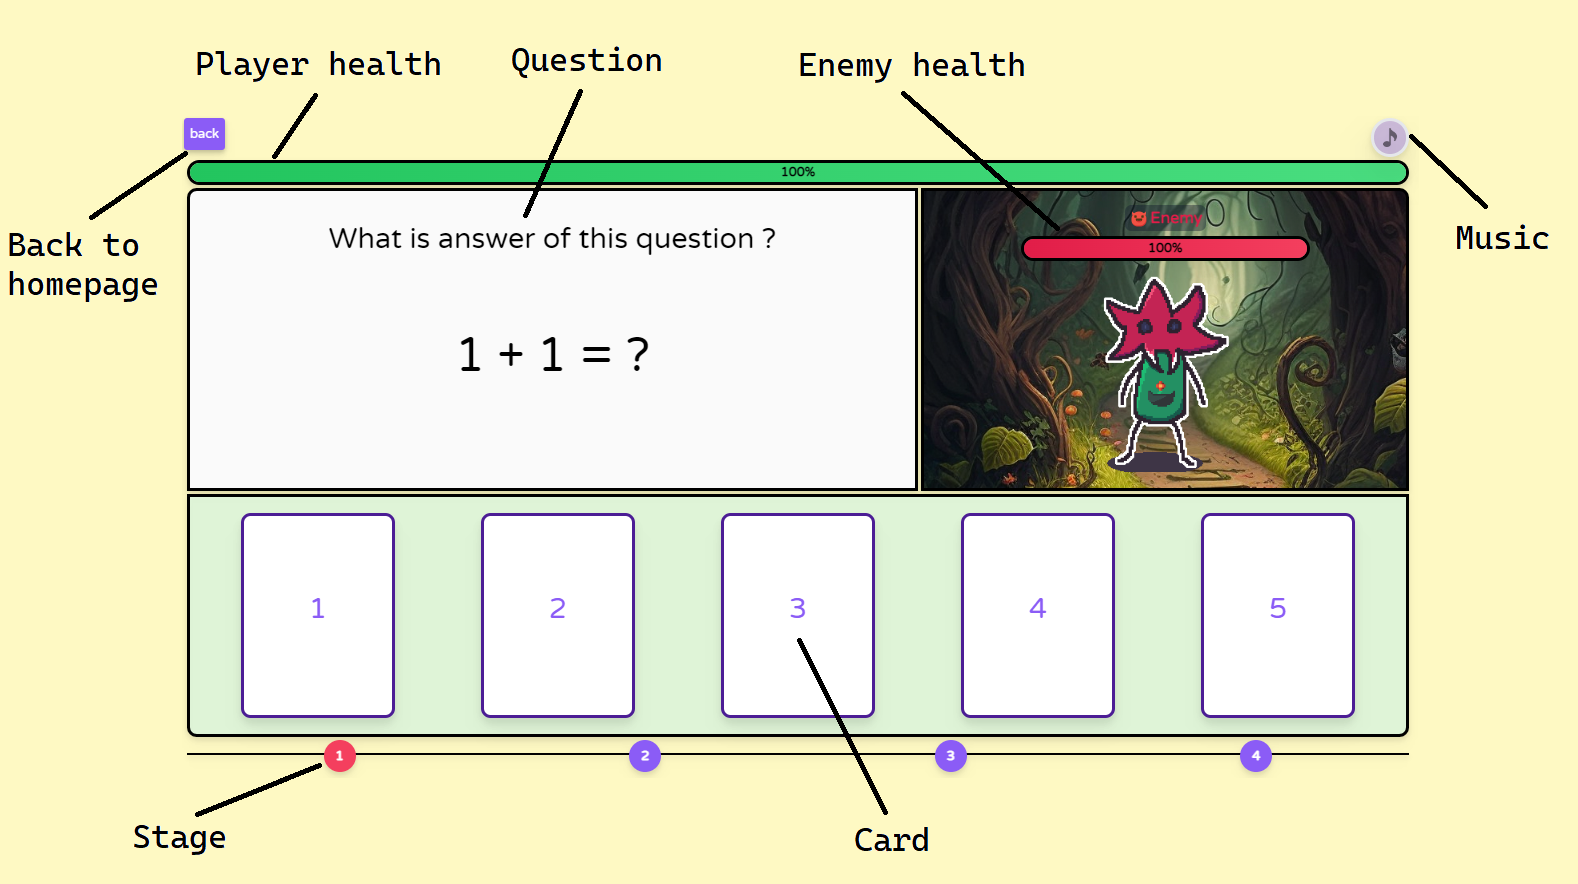 Player health
Question
Enemy health
back
100%
Back to
homepage
Music
What is answer of this question ?
1 + 1 = ?
Enemy
100%
1
2
3
4
5
1
2
3
4
Stage
Card